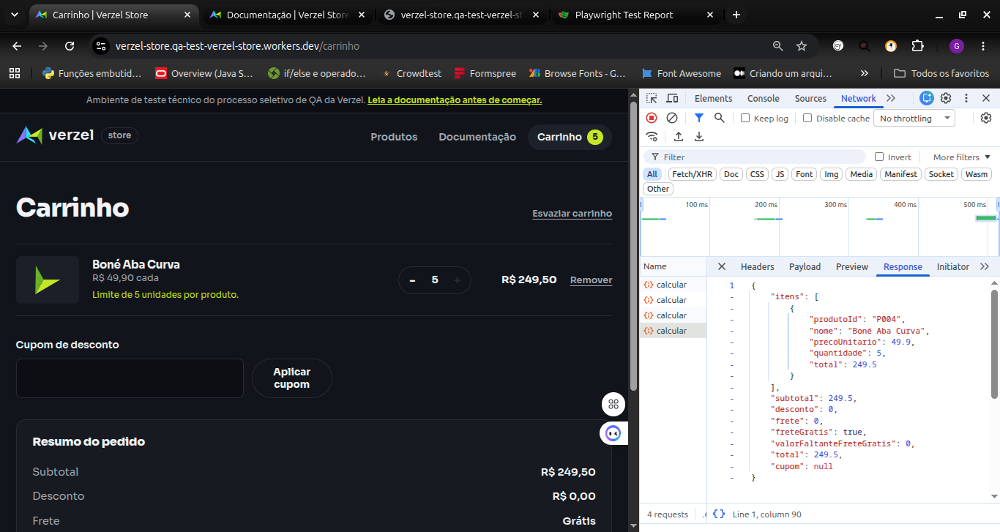 Carrinho | Verzel Store
Documentação | Verzel Store
verzel-store.qa-test-verzel-st
Playwright Test Report
verzel-store.qa-test-verzel-store.workers.dev/carrinho
G
Funções embutid...
Overview (Java S...
if/else e operado...
Crowdtest
Formspree
Browse Fonts - G...
Font Awesome
Criando um arqui...
Todos os favoritos
Ambiente de teste técnico do processo seletivo de QA da Verzel. Leia a documentação antes de começar.
verzel store
Produtos
Documentação
Carrinho 5
Carrinho
Esvaziar carrinho
Boné Aba Curva
R$ 49,90 cada
Limite de 5 unidades por produto.
- 5 +
R$ 249,50
Remover
Cupom de desconto
Aplicar
cupom
Resumo do pedido
Subtotal R$ 249,50
Desconto R$ 0,00
Frete Grátis
Elements Console Sources Network
Keep log Disable cache No throttling
Filter Invert More filters
All Fetch/XHR Doc CSS JS Font Img Media Manifest Socket Wasm
Other
100 ms 200 ms 300 ms 400 ms 500 ms
Name
calcular
calcular
calcular
calcular
Headers Payload Preview Response Initiator
1 {
- "itens": [
- {
- "produtoId": "P004",
- "nome": "Boné Aba Curva",
- "precoUnitario": 49.9,
- "quantidade": 5,
- "total": 249.5
- }
- ],
- "subtotal": 249.5,
- "desconto": 0,
- "frete": 0,
- "freteGratis": true,
- "valorFaltanteFreteGratis": 0,
- "total": 249.5,
- "cupom": null
- }
4 requests
{} Line 1, column 90